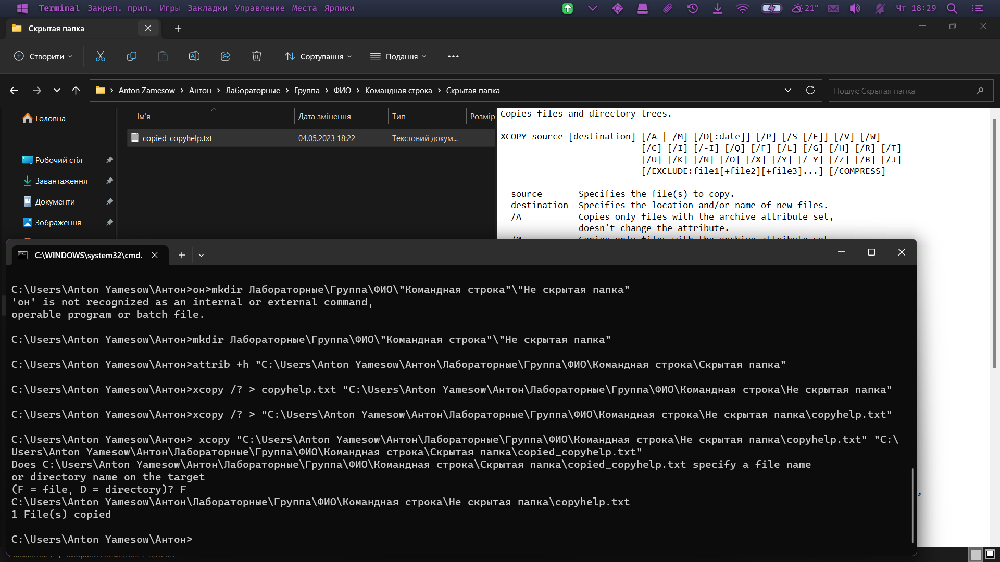 Terminal Закреп. прил. Игры Закладки Управление Места Ярлики
21° Чт 18:29
Скрытая папка
Створити Сортування Подання
Anton Zamesow › Антон › Лабораторные › Группа › ФИО › Командная строка › Скрытая папка
Пошук: Скрытая папка
Головна
Робочий стіл
Завантаження
Документи
Зображення
Ім'я Дата змінення Тип Розмір
copied_copyhelp.txt 04.05.2023 18:22 Текстовий докум...
Copies files and directory trees.
XCOPY source [destination] [/A | /M] [/D[:date]] [/P] [/S [/E]] [/V] [/W]
[/C] [/I] [/-I] [/Q] [/F] [/L] [/G] [/H] [/R] [/T]
[/U] [/K] [/N] [/O] [/X] [/Y] [/-Y] [/Z] [/B] [/J]
[/EXCLUDE:file1[+file2][+file3]...] [/COMPRESS]
source Specifies the file(s) to copy.
destination Specifies the location and/or name of new files.
/A Copies only files with the archive attribute set,
doesn't change the attribute.
C:\WINDOWS\system32\cmd.
C:\Users\Anton Yamesow\Антон>он>mkdir Лабораторные\Группа\ФИО\"Командная строка"\"Не скрытая папка"
'он' is not recognized as an internal or external command,
operable program or batch file.
C:\Users\Anton Yamesow\Антон>mkdir Лабораторные\Группа\ФИО\"Командная строка"\"Не скрытая папка"
C:\Users\Anton Yamesow\Антон>attrib +h "C:\Users\Anton Yamesow\Антон\Лабораторные\Группа\ФИО\Командная строка\Скрытая папка"
C:\Users\Anton Yamesow\Антон>xcopy /? > copyhelp.txt "C:\Users\Anton Yamesow\Антон\Лабораторные\Группа\ФИО\Командная строка\Не скрытая папка"
C:\Users\Anton Yamesow\Антон>xcopy /? > "C:\Users\Anton Yamesow\Антон\Лабораторные\Группа\ФИО\Командная строка\Не скрытая папка\copyhelp.txt"
C:\Users\Anton Yamesow\Антон> xcopy "C:\Users\Anton Yamesow\Антон\Лабораторные\Группа\ФИО\Командная строка\Не скрытая папка\copyhelp.txt" "C:\
Users\Anton Yamesow\Антон\Лабораторные\Группа\ФИО\Командная строка\Скрытая папка\copied_copyhelp.txt"
Does C:\Users\Anton Yamesow\Антон\Лабораторные\Группа\ФИО\Командная строка\Скрытая папка\copied_copyhelp.txt specify a file name
or directory name on the target
(F = file, D = directory)? F
C:\Users\Anton Yamesow\Антон\Лабораторные\Группа\ФИО\Командная строка\Не скрытая папка\copyhelp.txt
1 File(s) copied
C:\Users\Anton Yamesow\Антон>